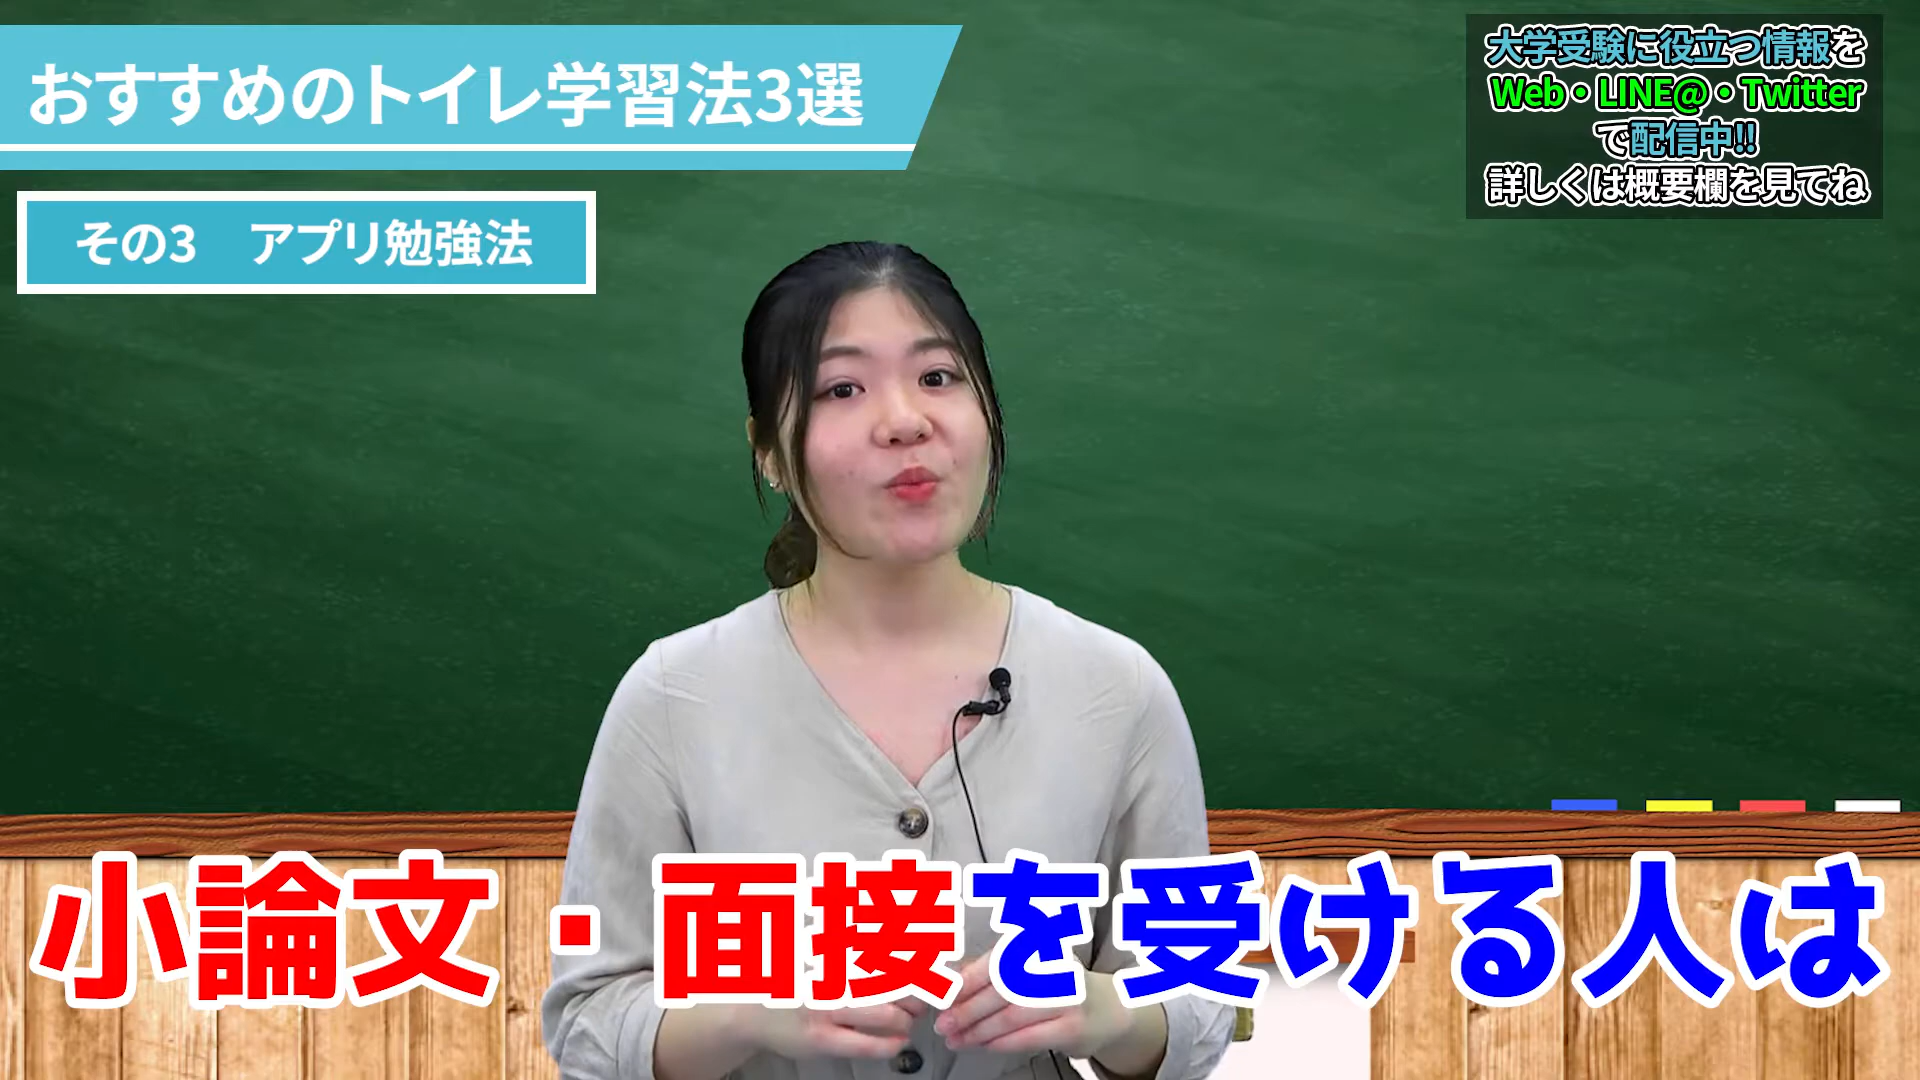 おすすめのトイレ学習法3選
その3　アプリ勉強法
大学受験に役立つ情報を
Web・LINE@・Twitter
で配信中!!
詳しくは概要欄を見てね
小論文・面接を受ける人は